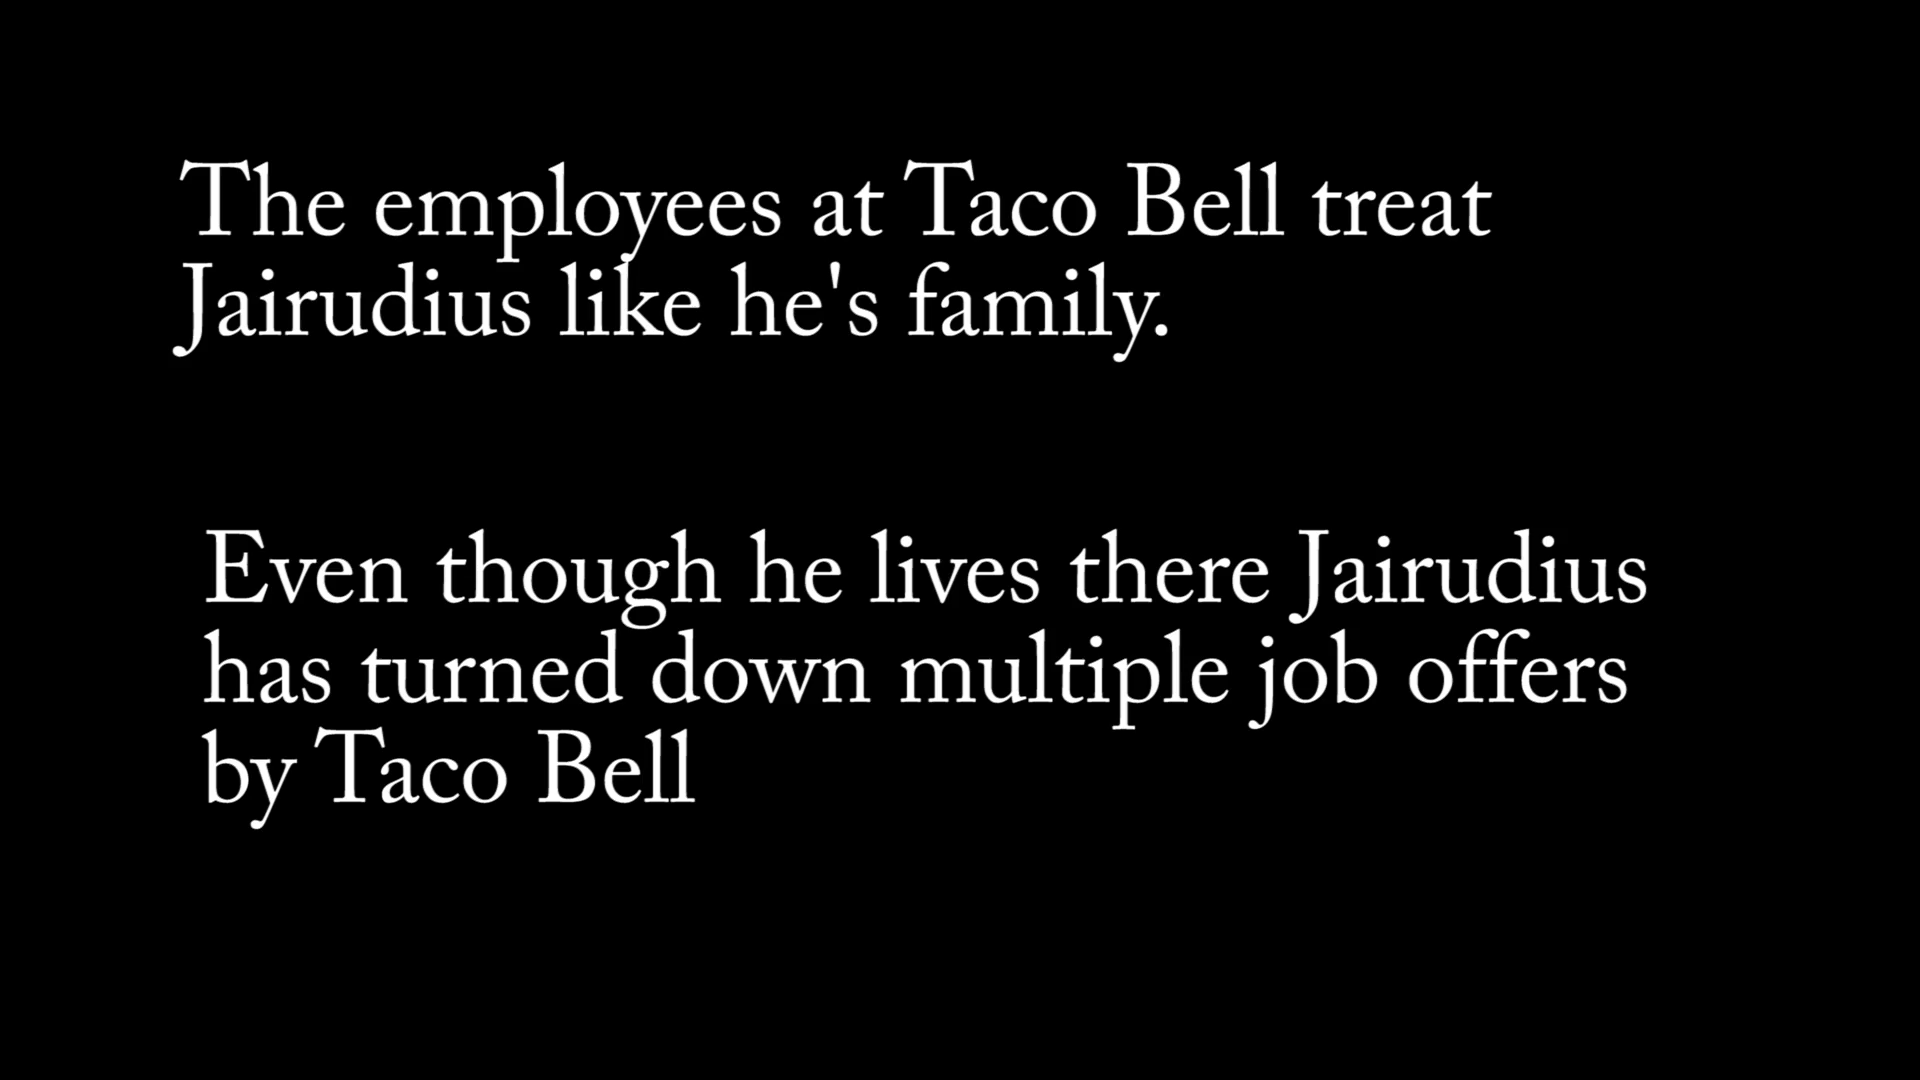 The employees at Taco Bell treat
Jairudius like he's family.
Even though he lives there Jairudius
has turned down multiple job offers
by Taco Bell